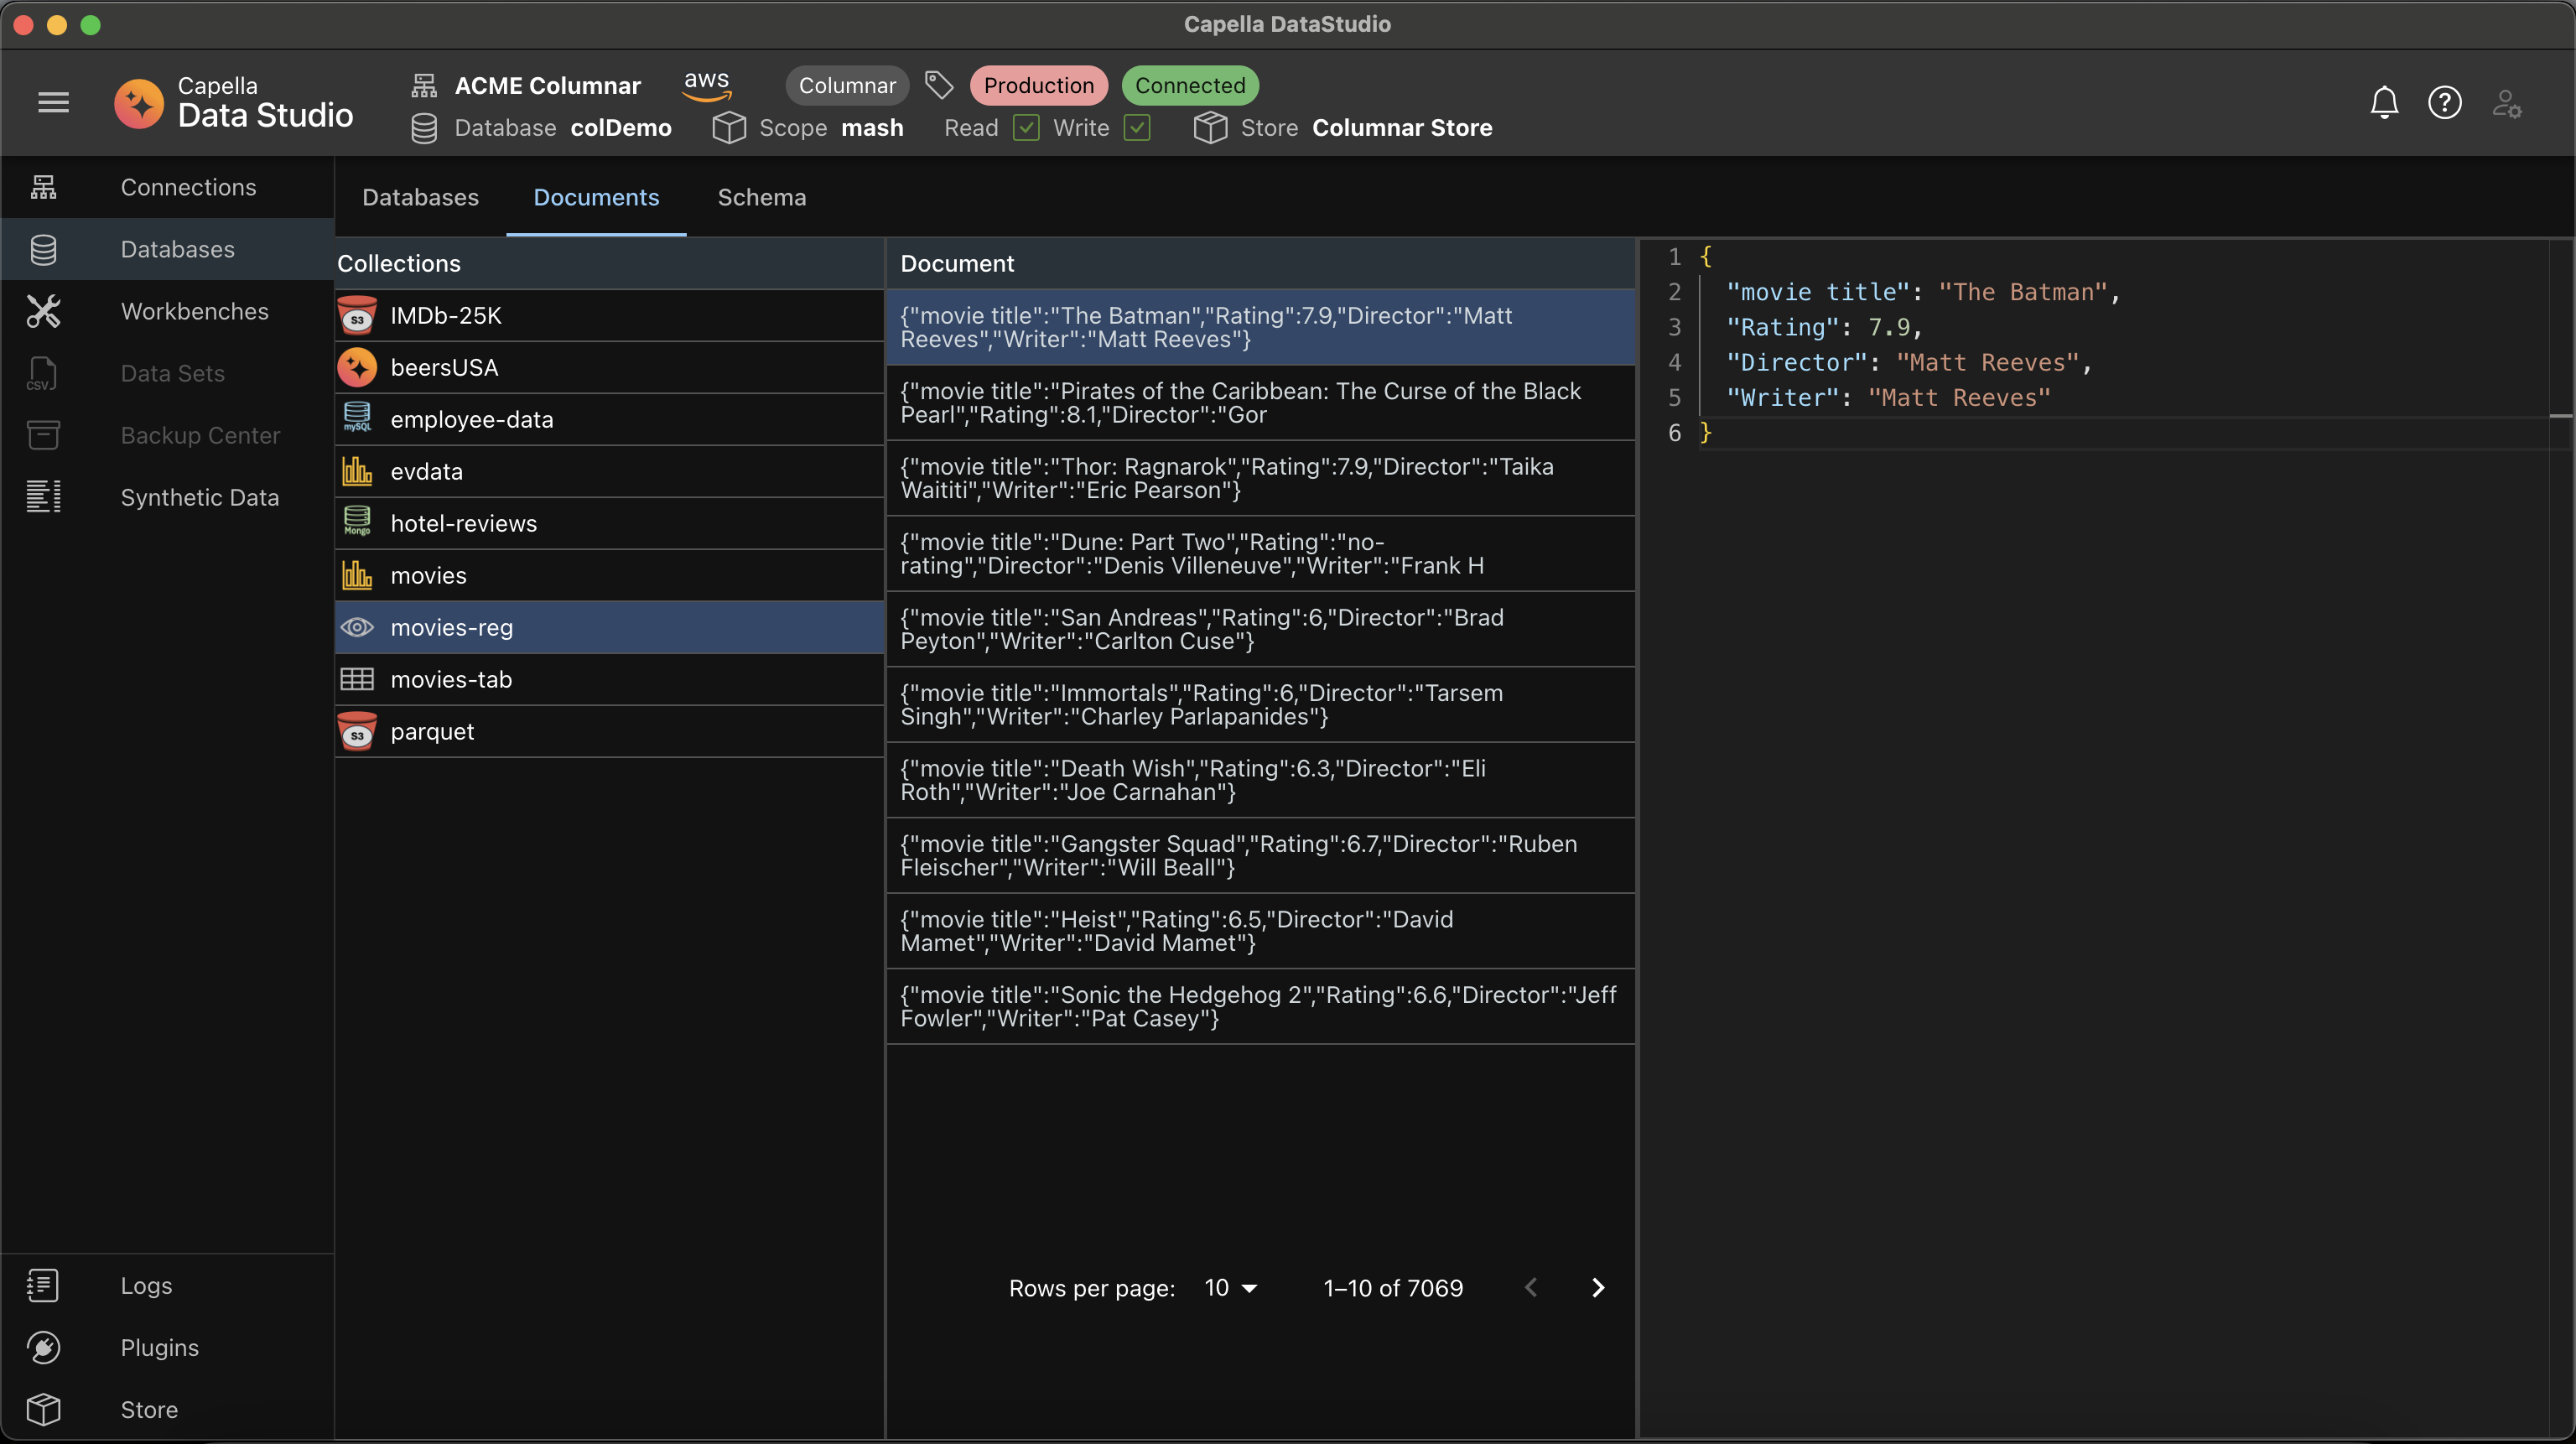 Capella DataStudio
Capella
Data Studio
ACME Columnar
aws
Columnar
Production
Connected
Database colDemo
Scope mash
Read
Write
Store Columnar Store
Connections
Databases
Workbenches
CSV
Data Sets
Backup Center
Synthetic Data
Logs
Plugins
Store
Databases
Documents
Schema
Collections
S3
IMDb-25K
beersUSA
mySQL
employee-data
evdata
Mongo
hotel-reviews
movies
movies-reg
movies-tab
S3
parquet
Document
{"movie title":"The Batman","Rating":7.9,"Director":"Matt
Reeves","Writer":"Matt Reeves"}
{"movie title":"Pirates of the Caribbean: The Curse of the Black
Pearl","Rating":8.1,"Director":"Gor
{"movie title":"Thor: Ragnarok","Rating":7.9,"Director":"Taika
Waititi","Writer":"Eric Pearson"}
{"movie title":"Dune: Part Two","Rating":"no-
rating","Director":"Denis Villeneuve","Writer":"Frank H
{"movie title":"San Andreas","Rating":6,"Director":"Brad
Peyton","Writer":"Carlton Cuse"}
{"movie title":"Immortals","Rating":6,"Director":"Tarsem
Singh","Writer":"Charley Parlapanides"}
{"movie title":"Death Wish","Rating":6.3,"Director":"Eli
Roth","Writer":"Joe Carnahan"}
{"movie title":"Gangster Squad","Rating":6.7,"Director":"Ruben
Fleischer","Writer":"Will Beall"}
{"movie title":"Heist","Rating":6.5,"Director":"David
Mamet","Writer":"David Mamet"}
{"movie title":"Sonic the Hedgehog 2","Rating":6.6,"Director":"Jeff
Fowler","Writer":"Pat Casey"}
Rows per page: 10
1–10 of 7069
1 {
2 "movie title": "The Batman",
3 "Rating": 7.9,
4 "Director": "Matt Reeves",
5 "Writer": "Matt Reeves"
6 }